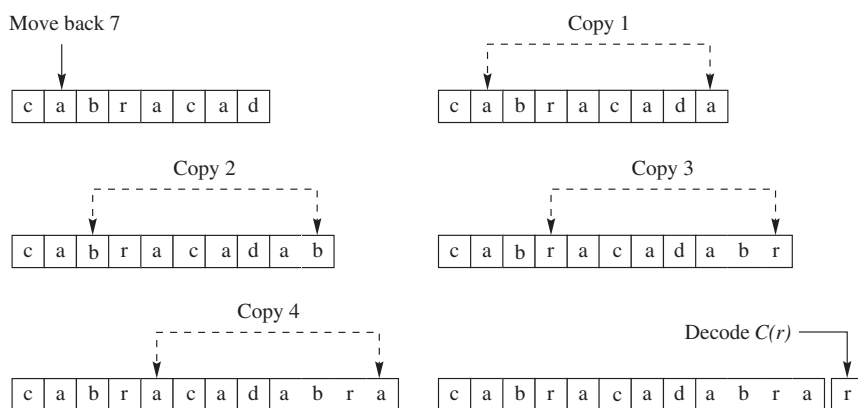 Move back 7
c a b r a c a d
Copy 1
c a b r a c a d a
Copy 2
c a b r a c a d a b
Copy 3
c a b r a c a d a b r
Copy 4
c a b r a c a d a b r a
Decode C(r)
c a b r a c a d a b r a r